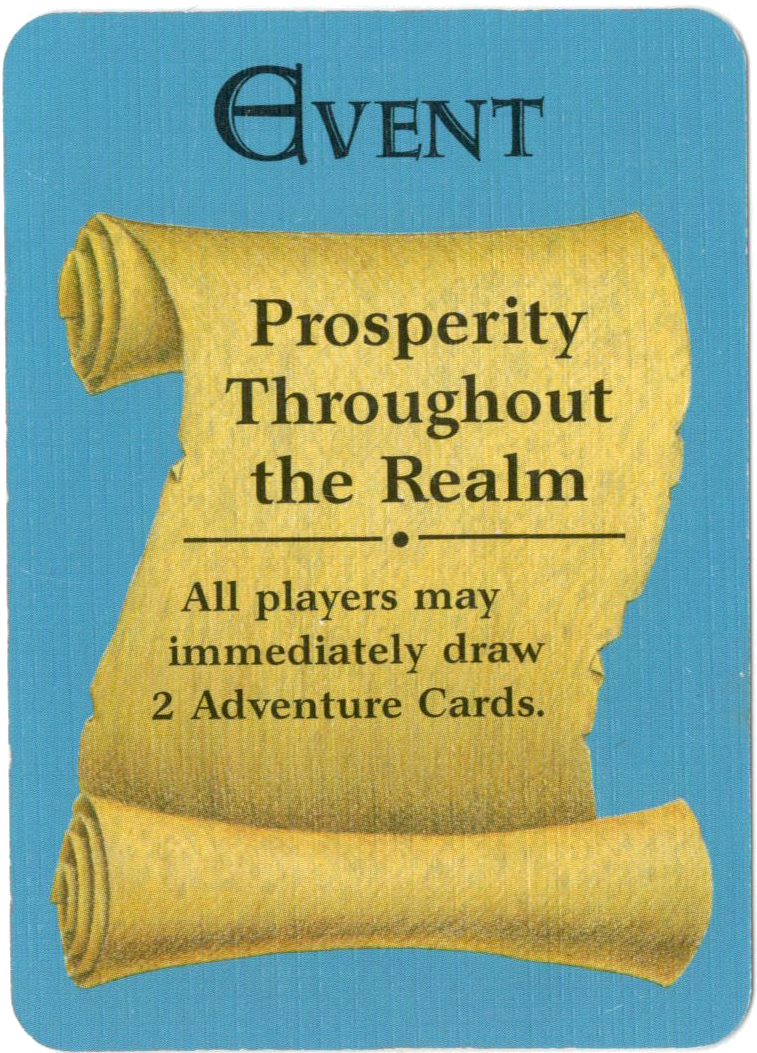 EVENT
Prosperity
Throughout
the Realm
All players may
immediately draw
2 Adventure Cards.